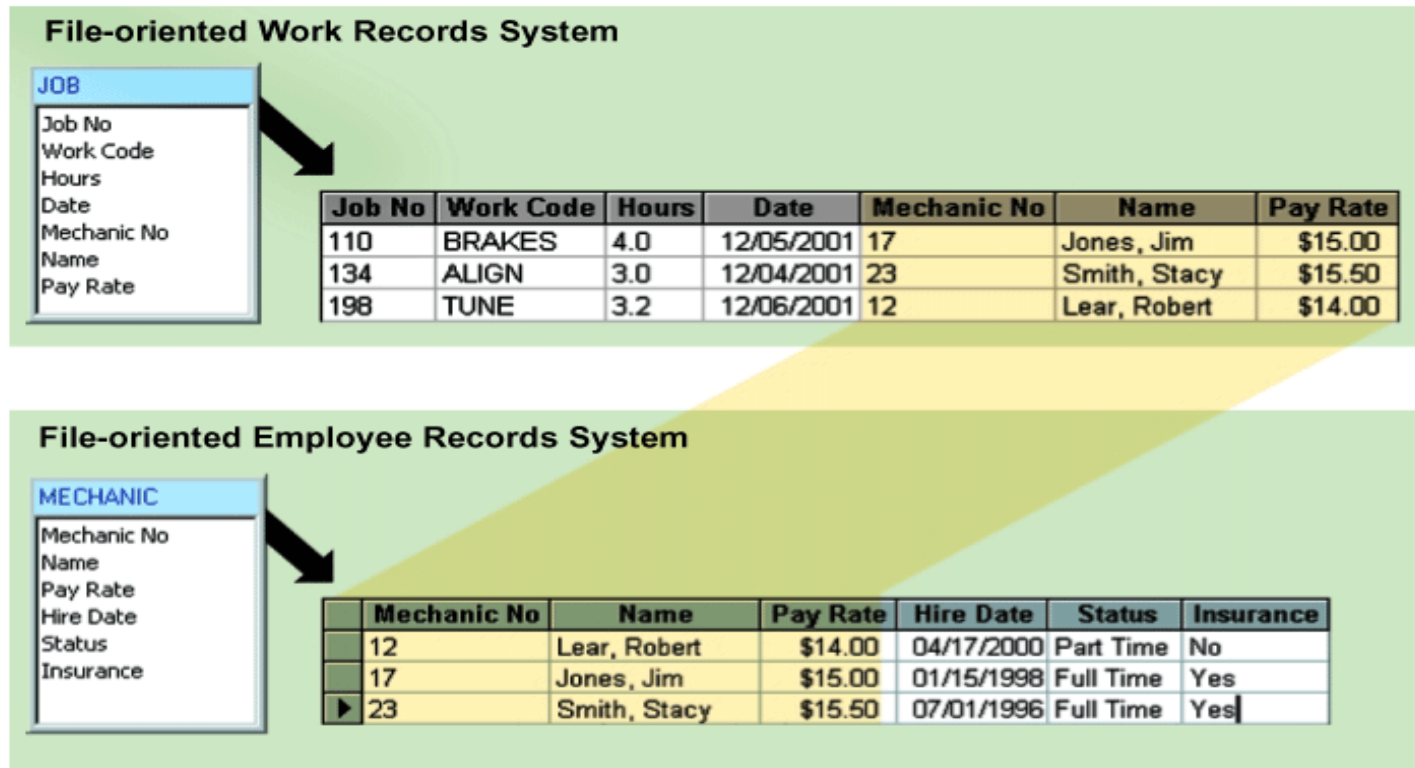 File-oriented Work Records System
JOB
Job No
Work Code
Hours
Date
Mechanic No
Name
Pay Rate
Job No Work Code Hours Date Mechanic No Name Pay Rate
110 BRAKES 4.0 12/05/2001 17 Jones, Jim $15.00
134 ALIGN 3.0 12/04/2001 23 Smith, Stacy $15.50
198 TUNE 3.2 12/06/2001 12 Lear, Robert $14.00
File-oriented Employee Records System
MECHANIC
Mechanic No
Name
Pay Rate
Hire Date
Status
Insurance
Mechanic No Name Pay Rate Hire Date Status Insurance
12 Lear, Robert $14.00 04/17/2000 Part Time No
17 Jones, Jim $15.00 01/15/1998 Full Time Yes
23 Smith, Stacy $15.50 07/01/1996 Full Time Yes